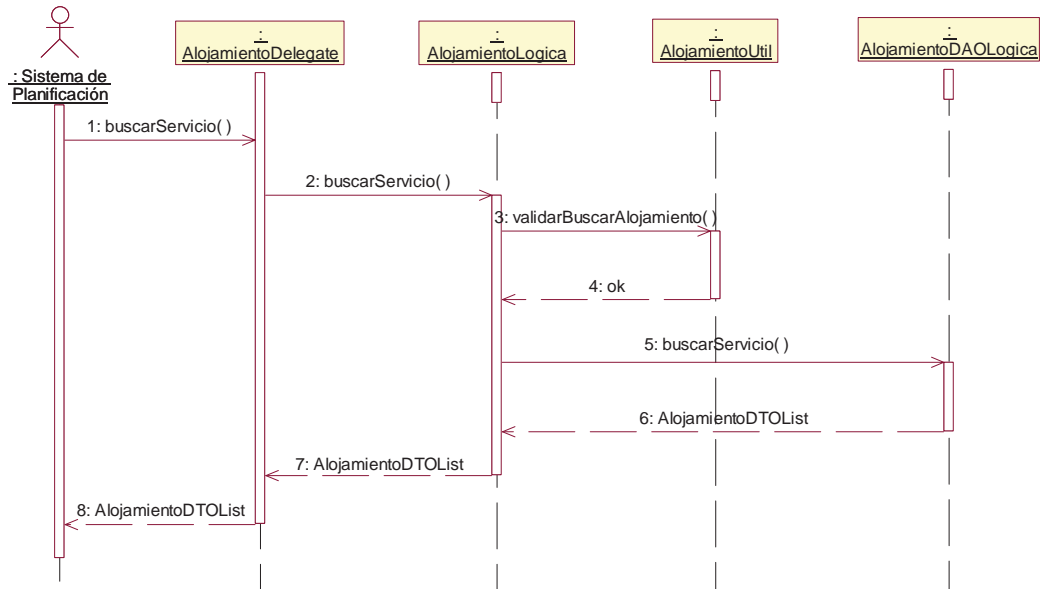 :
AlojamientoDelegate
:
AlojamientoLogica
:
AlojamientoUtil
:
AlojamientoDAOLogica
: Sistema de
Planificación
1: buscarServicio( )
2: buscarServicio( )
3: validarBuscarAlojamiento( )
4: ok
5: buscarServicio( )
6: AlojamientoDTOList
7: AlojamientoDTOList
8: AlojamientoDTOList